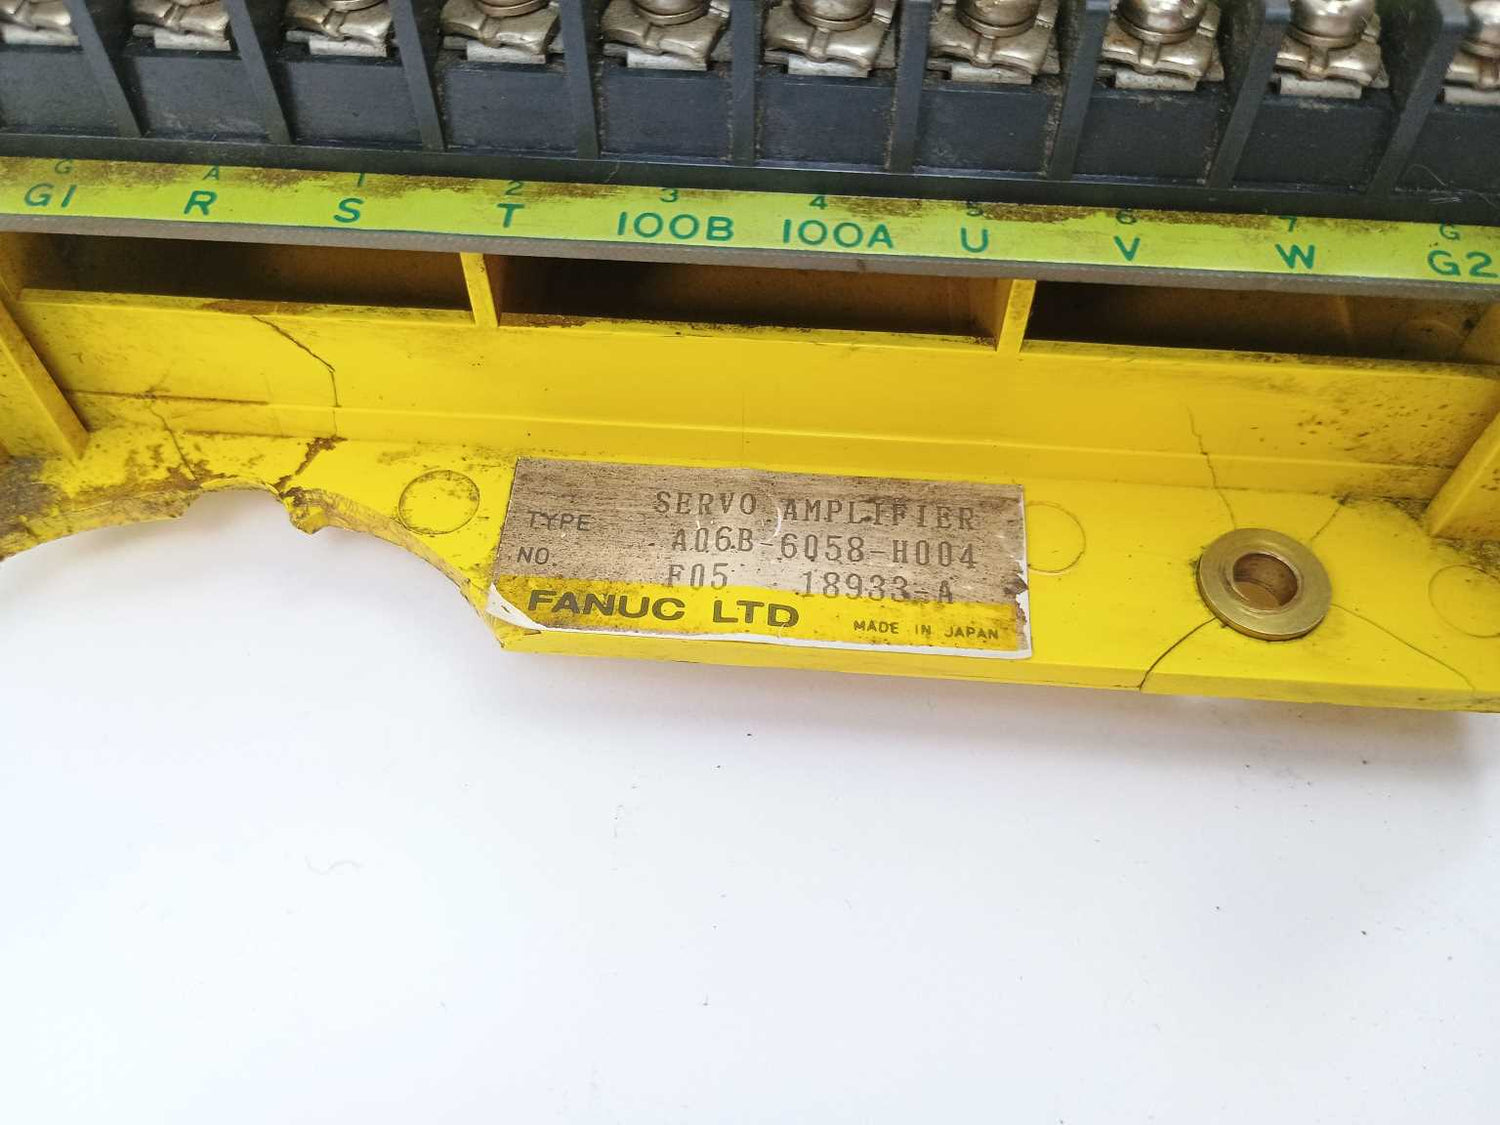 G A 1 2 3 4 5 6 7 G
G1 R S T 100B 100A U V W G2
SERVO AMPLIFIER
TYPE A06B-6058-H004
NO. F05 18933-A
FANUC LTD MADE IN JAPAN